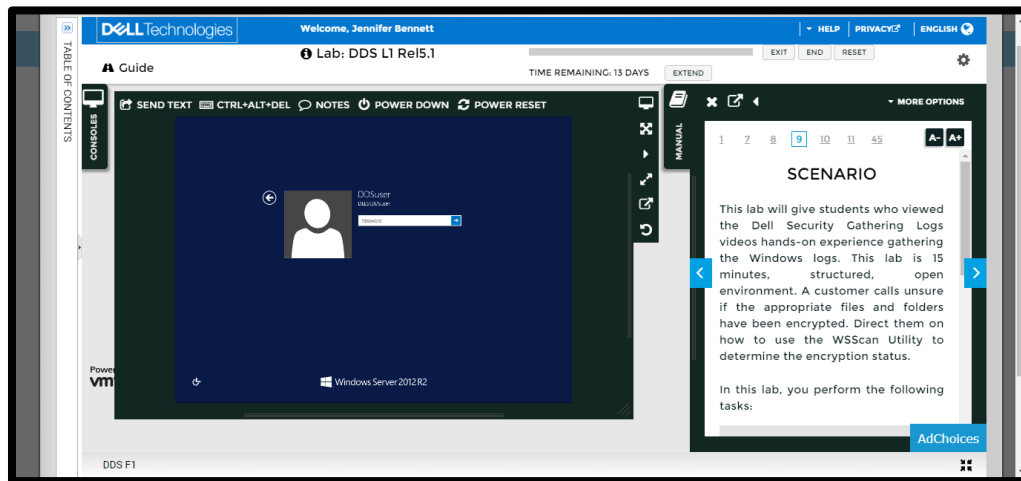 DELLTechnologies
Welcome, Jennifer Bennett
HELP
PRIVACY
ENGLISH
TABLE OF CONTENTS
Guide
Lab: DDS L1 Rel5.1
TIME REMAINING: 13 DAYS
EXTEND
EXIT
END
RESET
CONSOLES
SEND TEXT
CTRL+ALT+DEL
NOTES
POWER DOWN
POWER RESET
DDSuser
Password
Windows Server 2012 R2
Powe
vm
MANUAL
MORE OPTIONS
1 7 8 9 10 11 45
A- A+
SCENARIO
This lab will give students who viewed
the Dell Security Gathering Logs
videos hands-on experience gathering
the Windows logs. This lab is 15
minutes, structured, open
environment. A customer calls unsure
if the appropriate files and folders
have been encrypted. Direct them on
how to use the WSScan Utility to
determine the encryption status.
In this lab, you perform the following
tasks:
AdChoices
DDS F1